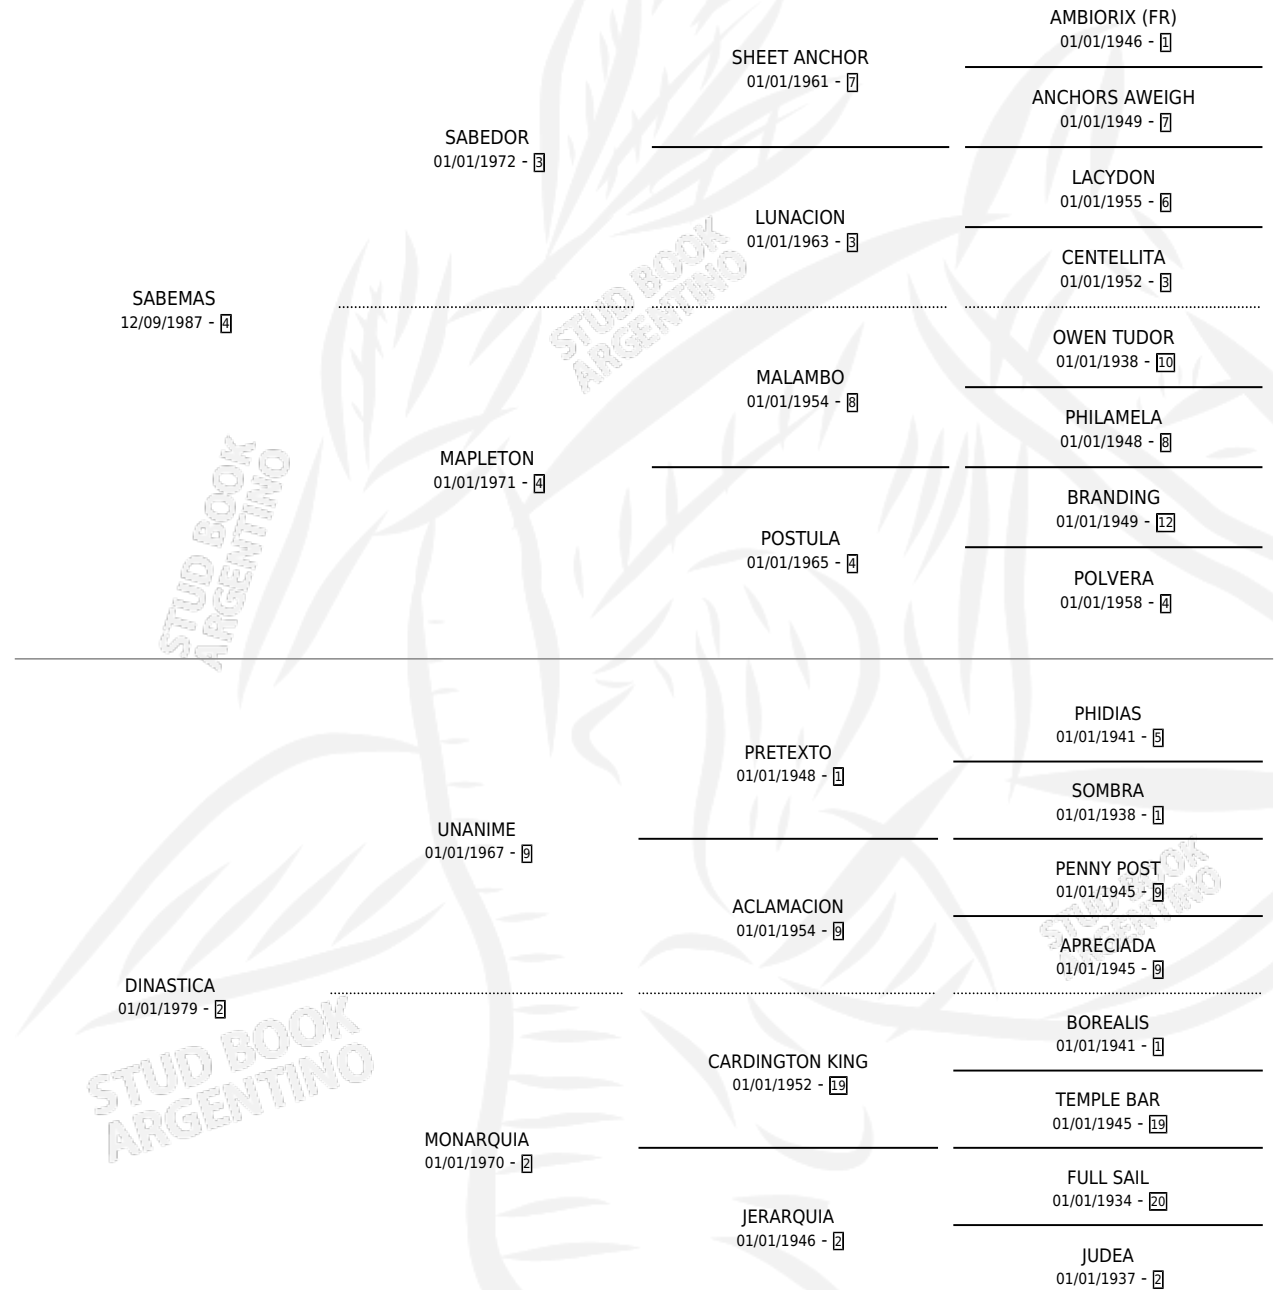 AMBIORIX (FR)
01/01/1946 - 1
SHEET ANCHOR
01/01/1961 - 7
ANCHORS AWEIGH
01/01/1949 - 7
SABEDOR
01/01/1972 - 3
LACYDON
01/01/1955 - 6
LUNACION
01/01/1963 - 3
CENTELLITA
01/01/1952 - 3
SABEMAS
12/09/1987 - 4
OWEN TUDOR
01/01/1938 - 10
MALAMBO
01/01/1954 - 8
PHILAMELA
01/01/1948 - 8
MAPLETON
01/01/1971 - 4
BRANDING
01/01/1949 - 12
POSTULA
01/01/1965 - 4
POLVERA
01/01/1958 - 4
STUD BOOK
ARGENTINO
STUD BOOK
ARGENTINO
PHIDIAS
01/01/1941 - 5
PRETEXTO
01/01/1948 - 1
SOMBRA
01/01/1938 - 1
UNANIME
01/01/1967 - 9
PENNY POST
01/01/1945 - 9
ACLAMACION
01/01/1954 - 9
APRECIADA
01/01/1945 - 9
DINASTICA
01/01/1979 - 2
BOREALIS
01/01/1941 - 1
CARDINGTON KING
01/01/1952 - 19
TEMPLE BAR
01/01/1945 - 19
MONARQUIA
01/01/1970 - 2
FULL SAIL
01/01/1934 - 20
JERARQUIA
01/01/1946 - 2
JUDEA
01/01/1937 - 2
STUD BOOK
ARGENTINO
STUD BOOK
ARGENTINO